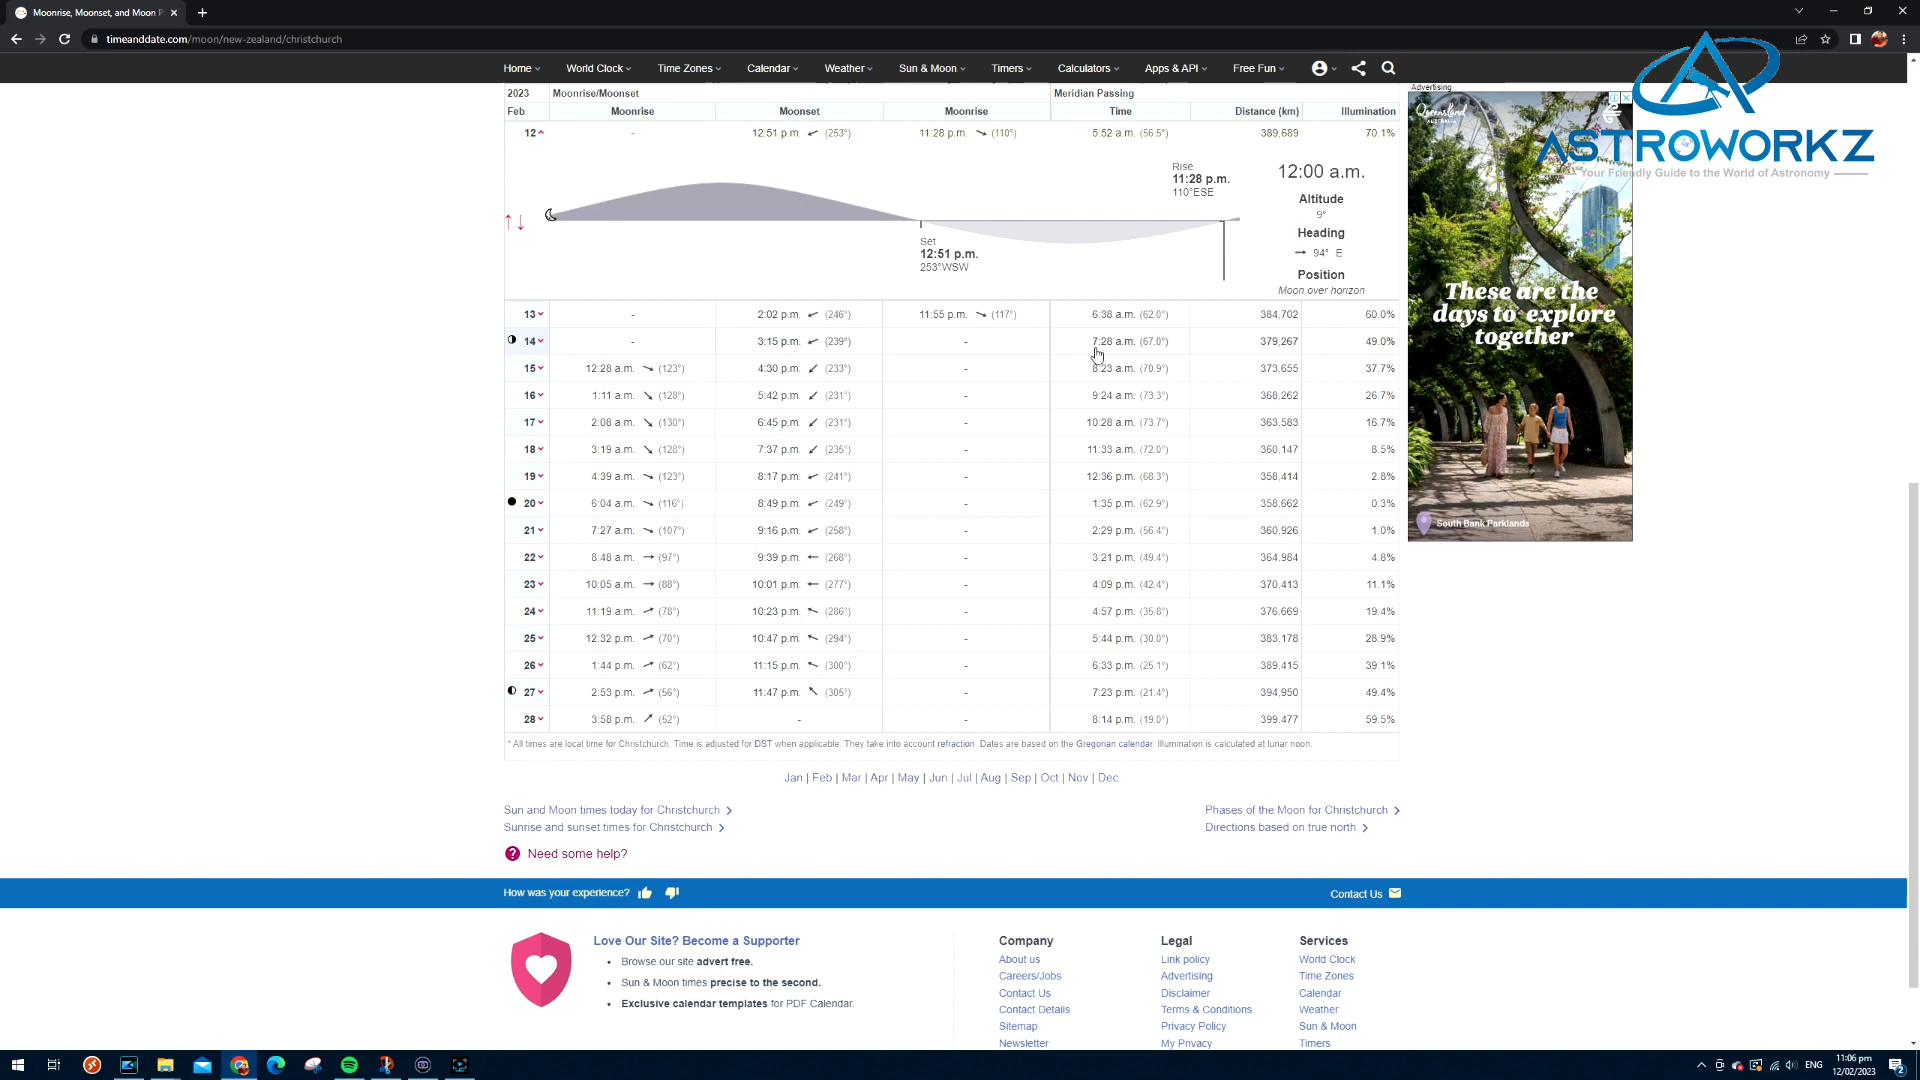 Moonrise, Moonset, and Moon P
timeanddate.com/moon/new-zealand/christchurch
Home World Clock Time Zones Calendar Weather Sun & Moon Timers Calculators Apps & API Free Fun
2023 Moonrise/Moonset Meridian Passing
Feb Moonrise Moonset Moonrise Time Distance (km) Illumination
12 - 12:51 p.m. (253°) 11:28 p.m. (110°) 5:52 a.m. (56.5°) 389,689 70.1%
Rise
11:28 p.m.
110°ESE
Set
12:51 p.m.
253°WSW
12:00 a.m.
Altitude
9°
Heading
→ 94° E
Position
Moon over horizon
13 - 2:02 p.m. (246°) 11:55 p.m. (117°) 6:38 a.m. (62.0°) 384,702 60.0%
14 - 3:15 p.m. (239°) - 7:28 a.m. (67.0°) 379,267 49.0%
15 12:28 a.m. (123°) 4:30 p.m. (233°) - 8:23 a.m. (70.9°) 373,655 37.7%
16 1:11 a.m. (128°) 5:42 p.m. (231°) - 9:24 a.m. (73.3°) 368,262 26.7%
17 2:08 a.m. (130°) 6:45 p.m. (231°) - 10:28 a.m. (73.7°) 363,583 16.7%
18 3:19 a.m. (128°) 7:37 p.m. (235°) - 11:33 a.m. (72.0°) 360,147 8.5%
19 4:39 a.m. (123°) 8:17 p.m. (241°) - 12:36 p.m. (68.3°) 358,414 2.8%
20 6:04 a.m. (116°) 8:49 p.m. (249°) - 1:35 p.m. (62.9°) 358,662 0.3%
21 7:27 a.m. (107°) 9:16 p.m. (258°) - 2:29 p.m. (56.4°) 360,926 1.0%
22 8:48 a.m. (97°) 9:39 p.m. (268°) - 3:21 p.m. (49.4°) 364,984 4.8%
23 10:05 a.m. (88°) 10:01 p.m. (277°) - 4:09 p.m. (42.4°) 370,413 11.1%
24 11:19 a.m. (78°) 10:23 p.m. (286°) - 4:57 p.m. (35.8°) 376,669 19.4%
25 12:32 p.m. (70°) 10:47 p.m. (294°) - 5:44 p.m. (30.0°) 383,178 28.9%
26 1:44 p.m. (62°) 11:15 p.m. (300°) - 6:33 p.m. (25.1°) 389,415 39.1%
27 2:53 p.m. (56°) 11:47 p.m. (305°) - 7:23 p.m. (21.4°) 394,950 49.4%
28 3:58 p.m. (52°) - - 8:14 p.m. (19.0°) 399,477 59.5%
* All times are local time for Christchurch. Time is adjusted for DST when applicable. They take into account refraction. Dates are based on the Gregorian calendar. Illumination is calculated at lunar noon.
Jan | Feb | Mar | Apr | May | Jun | Jul | Aug | Sep | Oct | Nov | Dec
Sun and Moon times today for Christchurch
Sunrise and sunset times for Christchurch
Phases of the Moon for Christchurch
Directions based on true north
Need some help?
How was your experience?
Contact Us
Love Our Site? Become a Supporter
• Browse our site advert free.
• Sun & Moon times precise to the second.
• Exclusive calendar templates for PDF Calendar.
Company
About us
Careers/Jobs
Contact Us
Contact Details
Sitemap
Newsletter
Legal
Link policy
Advertising
Disclaimer
Terms & Conditions
Privacy Policy
My Privacy
Services
World Clock
Time Zones
Calendar
Weather
Sun & Moon
Timers
Advertising
Queensland
AUSTRALIA
These are the
days to explore
together
South Bank Parklands
ASTROWORKZ
Your Friendly Guide to the World of Astronomy
ENG
11:06 pm
12/02/2023
2